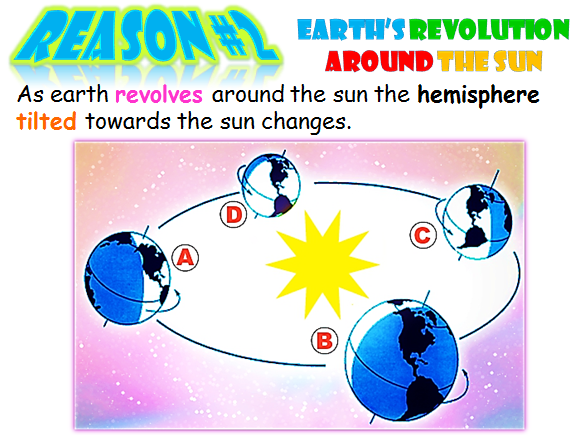 REASON #2
EARTH'S REVOLUTION
AROUND THE SUN
As earth revolves around the sun the hemisphere
tilted towards the sun changes.
D
C
A
B